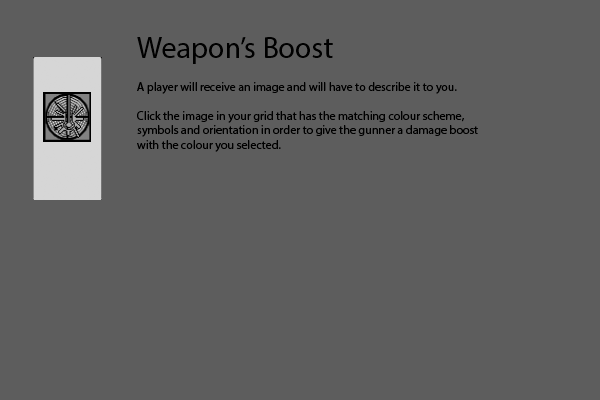 Weapon’s Boost
A player will receive an image and will have to describe it to you.
Click the image in your grid that has the matching colour scheme,
symbols and orientation in order to give the gunner a damage boost
with the colour you selected.